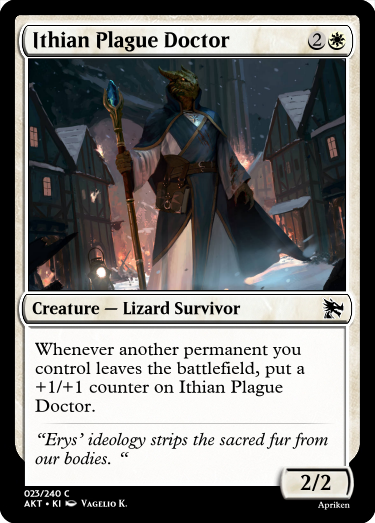 Ithian Plague Doctor 2
Creature — Lizard Survivor
Whenever another permanent you
control leaves the battlefield, put a
+1/+1 counter on Ithian Plague
Doctor.
“Erys’ ideology strips the sacred fur from
our bodies. “
2/2
023/240 C
AKT • KI Vagelio K.
Apriken